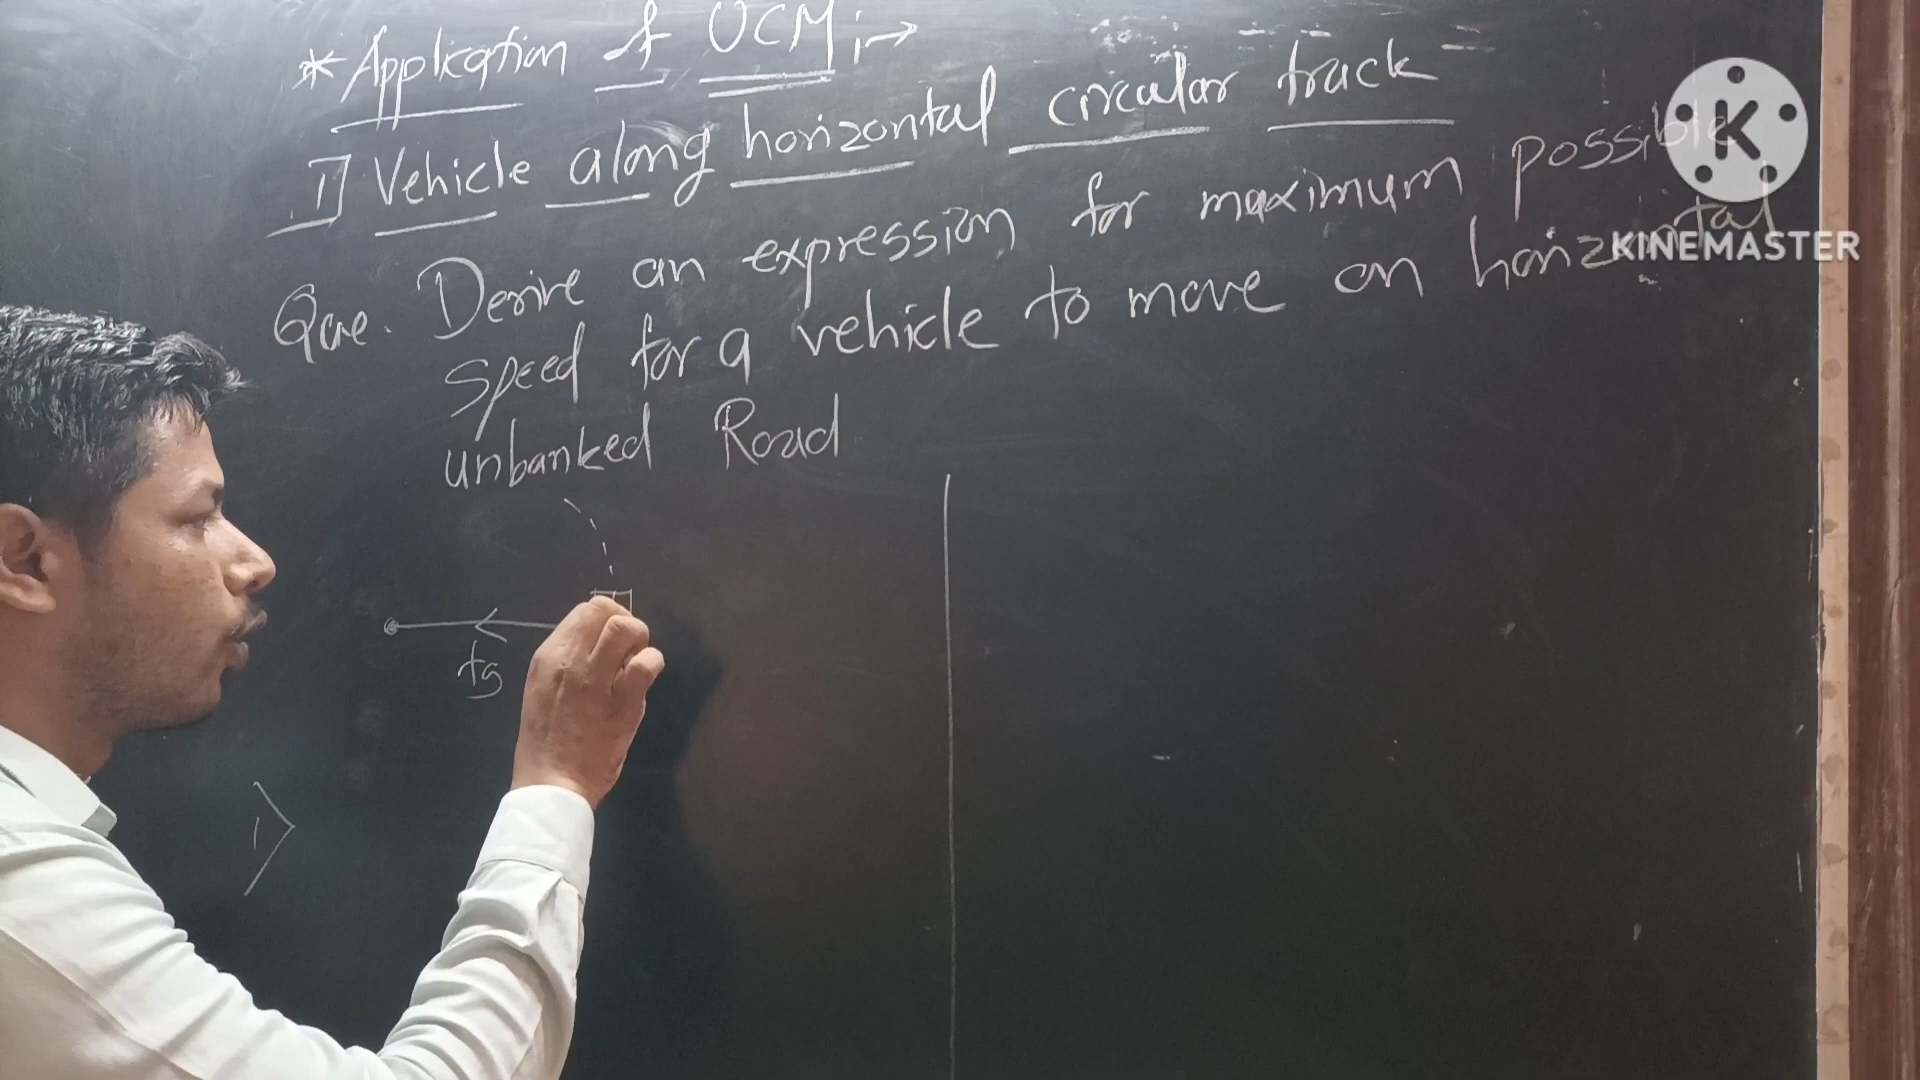 * Application of UCM :→
I] Vehicle along horizontal circular track
Que. Derive an expression for maximum possible
speed for a vehicle to move on horizontal
unbanked Road
fs
1)
K
KINEMASTER